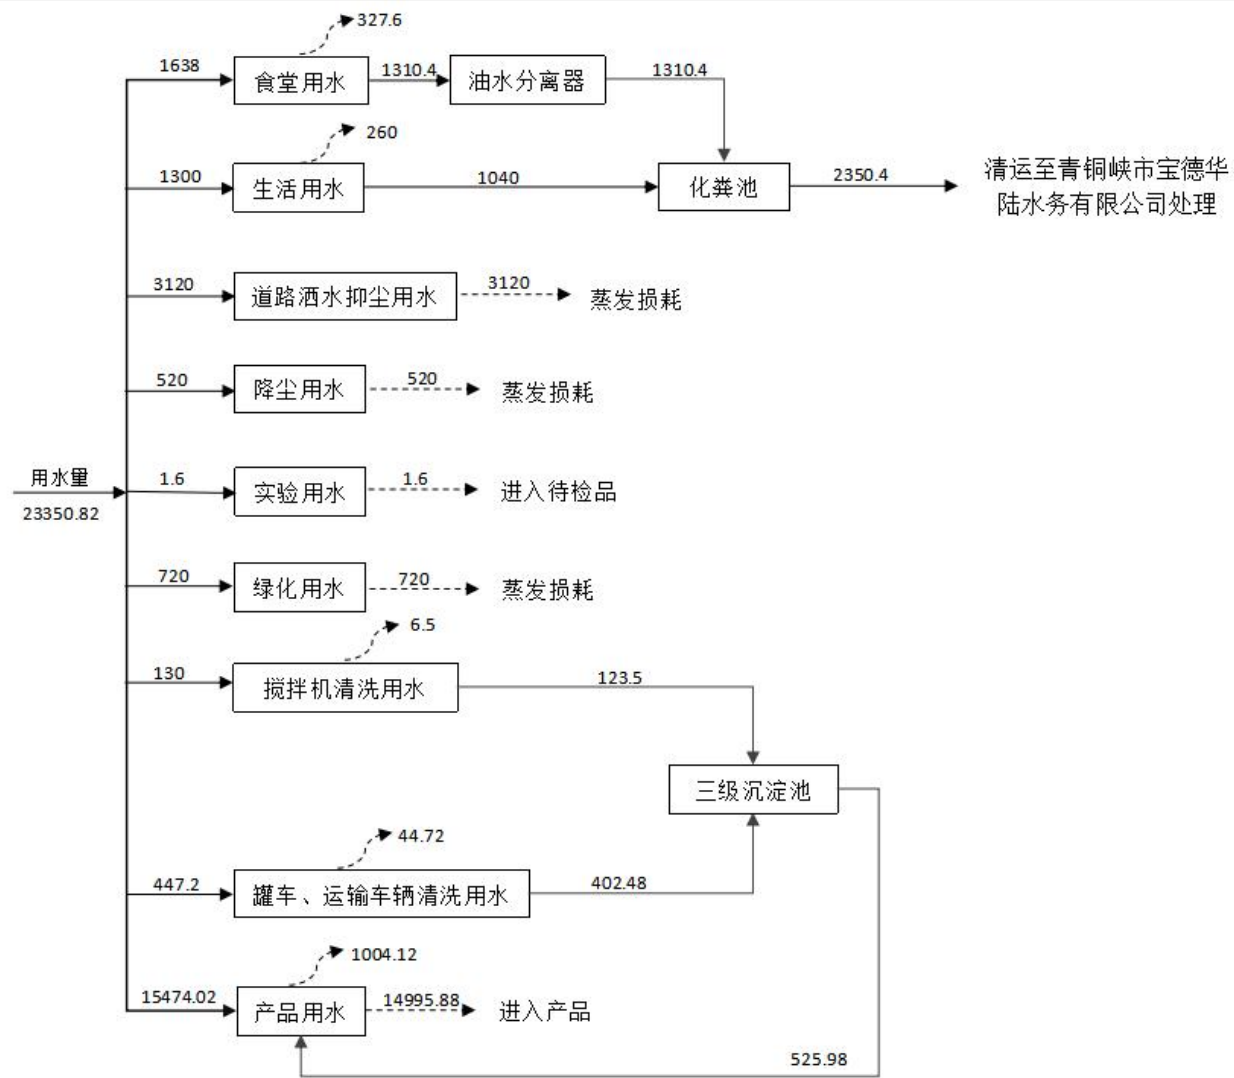 327.6
1638
食堂用水
1310.4
油水分离器
1310.4
260
1300
生活用水
1040
化粪池
2350.4
清运至青铜峡市宝德华
陆水务有限公司处理
3120
道路洒水抑尘用水
3120
蒸发损耗
520
降尘用水
520
蒸发损耗
用水量
23350.82
1.6
实验用水
1.6
进入待检品
720
绿化用水
720
蒸发损耗
6.5
130
搅拌机清洗用水
123.5
三级沉淀池
44.72
447.2
罐车、运输车辆清洗用水
402.48
1004.12
15474.02
产品用水
14995.88
进入产品
525.98